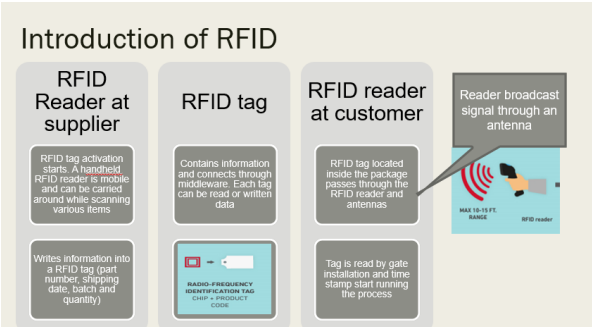 Introduction of RFID
RFID
Reader at
supplier
RFID tag activation
starts. A handheld
RFID reader is mobile
and can be carried
around while scanning
various items
Writes information into
a RFID tag (part
number, shipping
date, batch and
quantity)
RFID tag
Contains information
and connects through
middleware. Each tag
can be read or written
data
RADIO-FREQUENCY
IDENTIFICATION TAG
CHIP + PRODUCT
CODE
RFID reader
at customer
RFID tag located
inside the package
passes through the
RFID reader and
antennas
Tag is read by gate
installation and time
stamp start running
the process
Reader broadcast
signal through an
antenna
MAX 10-15 FT.
RANGE
RFID reader